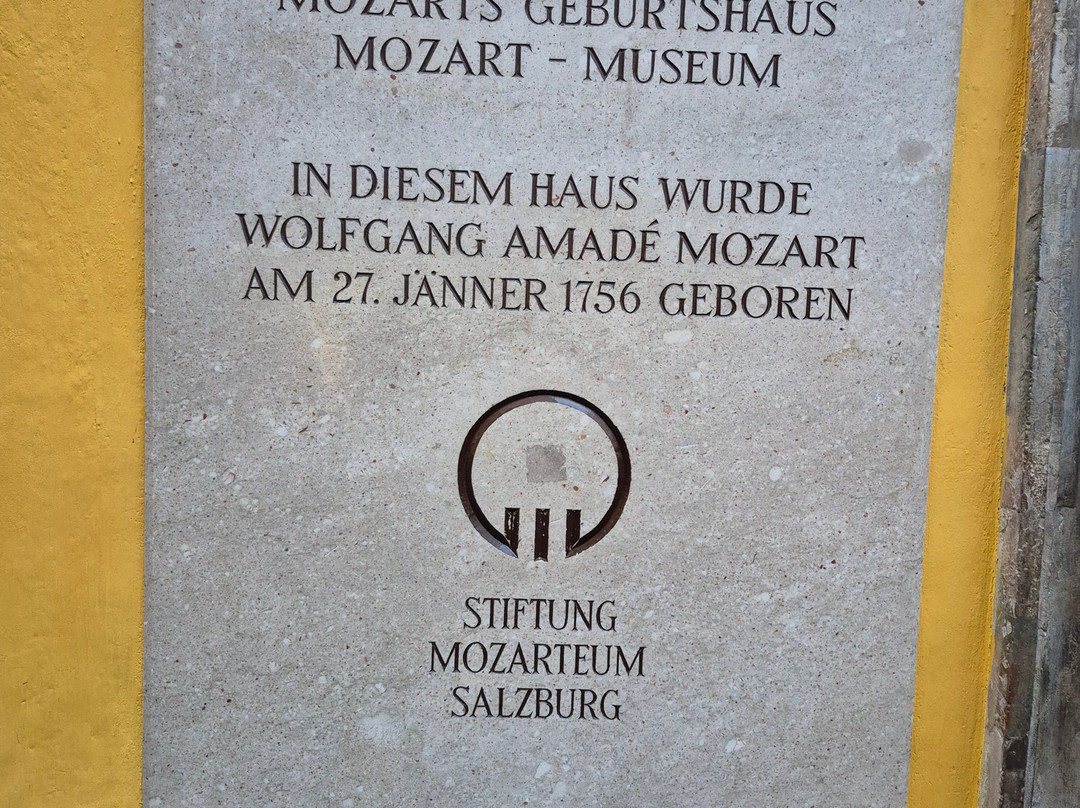 MOZARTS GEBURTSHAUS
MOZART - MUSEUM
IN DIESEM HAUS WURDE
WOLFGANG AMADÉ MOZART
AM 27. JÄNNER 1756 GEBOREN
STIFTUNG
MOZARTEUM
SALZBURG